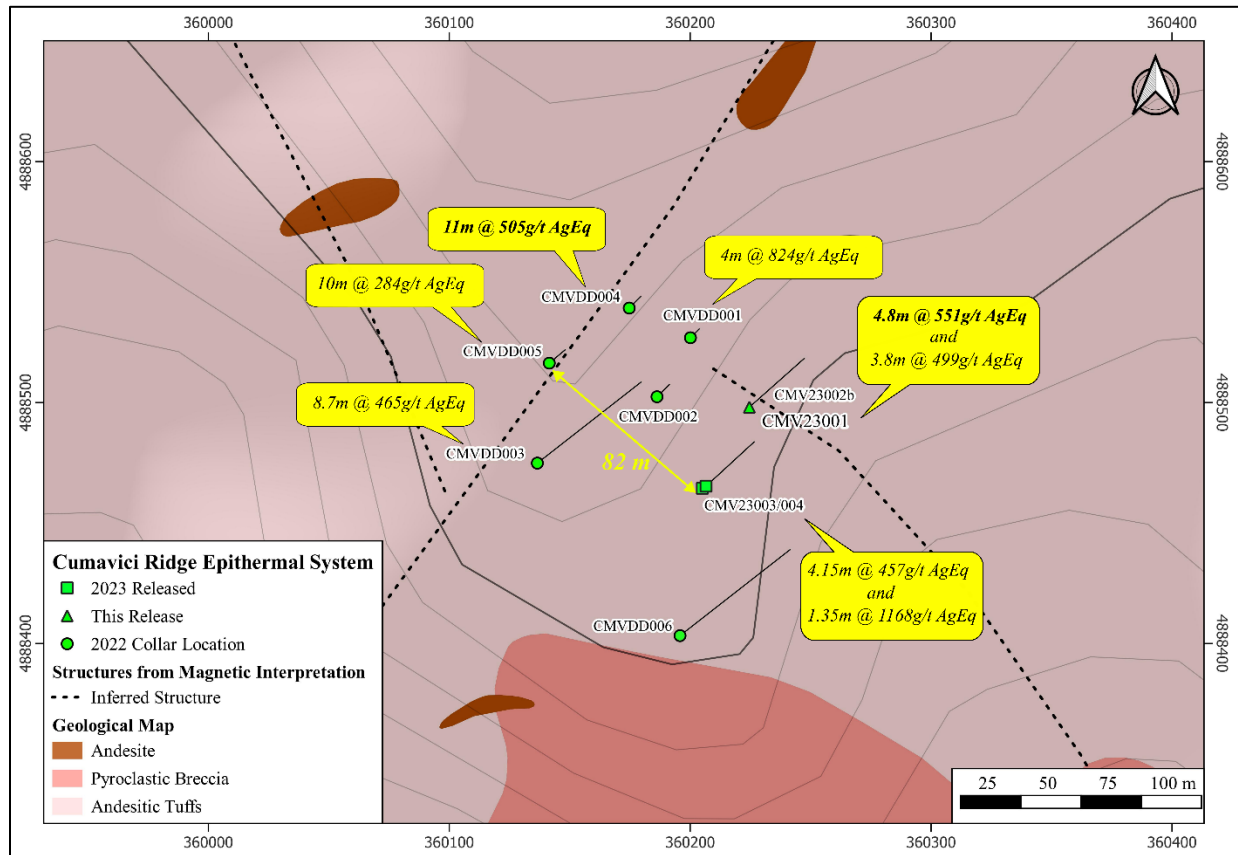 360000
360100
360200
360300
360400
4888600
4888600
11m @ 505g/t AgEq
4m @ 824g/t AgEq
10m @ 284g/t AgEq
CMVDD004
CMVDD001
4.8m @ 551g/t AgEq
and
3.8m @ 499g/t AgEq
CMVDD005
4888500
4888500
8.7m @ 465g/t AgEq
CMVDD002
CMV23002b
CMV23001
CMVDD003
82 m
CMV23003/004
4.15m @ 457g/t AgEq
and
1.35m @ 1168g/t AgEq
CMVDD006
4888400
4888400
Cumavici Ridge Epithermal System
2023 Released
This Release
2022 Collar Location
Structures from Magnetic Interpretation
Inferred Structure
Geological Map
Andesite
Pyroclastic Breccia
Andesitic Tuffs
25
50
75
100 m
360000
360100
360200
360300
360400